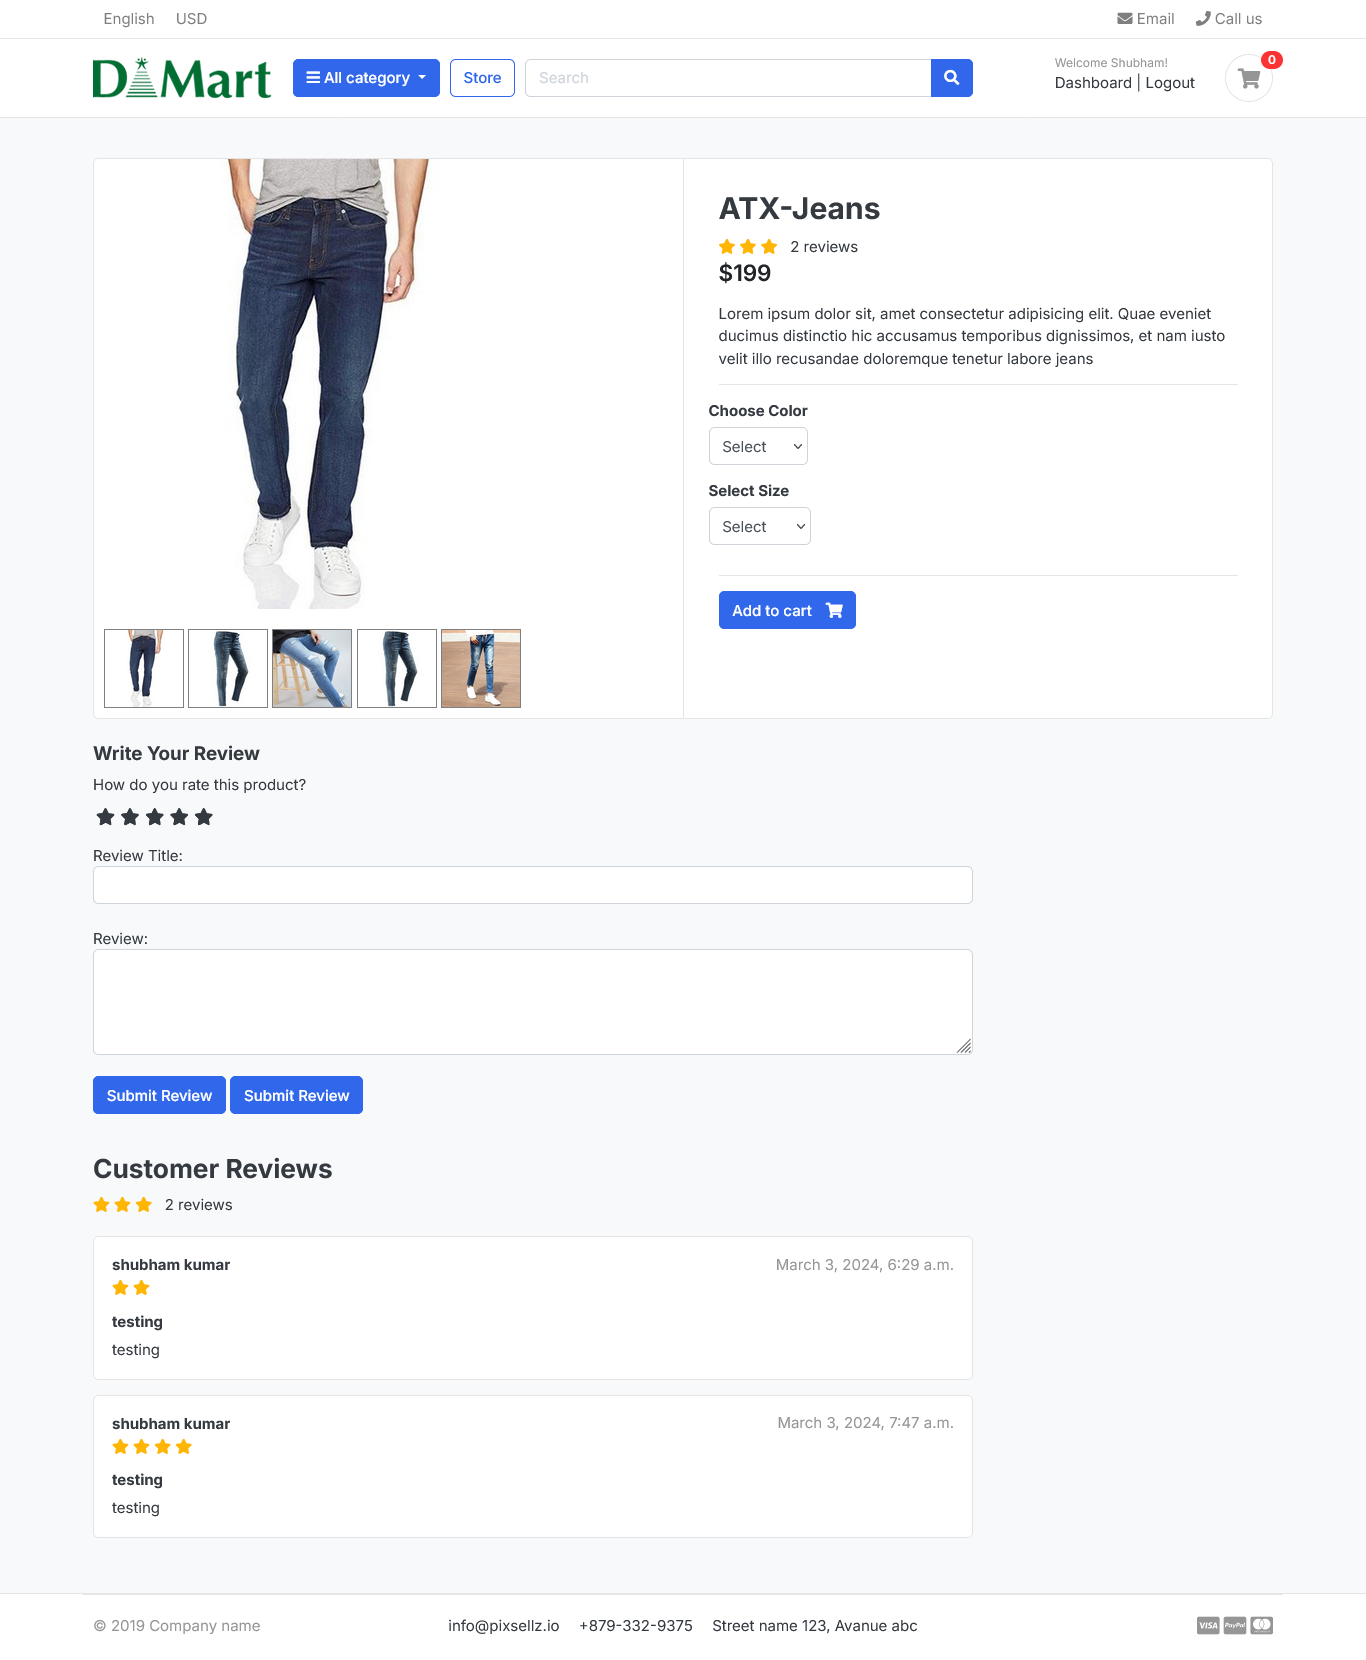 English USD Email Call us
D Mart All category Store Search Welcome Shubham! 0
Dashboard | Logout
ATX-Jeans
2 reviews
$199
Lorem ipsum dolor sit, amet consectetur adipisicing elit. Quae eveniet
ducimus distinctio hic accusamus temporibus dignissimos, et nam iusto
velit illo recusandae doloremque tenetur labore jeans
Choose Color
Select
Select Size
Select
Add to cart
Write Your Review
How do you rate this product?
Review Title:
Review:
Submit Review Submit Review
Customer Reviews
2 reviews
shubham kumar March 3, 2024, 6:29 a.m.
testing
testing
shubham kumar March 3, 2024, 7:47 a.m.
testing
testing
© 2019 Company name info@pixsellz.io +879-332-9375 Street name 123, Avanue abc VISA PayPal